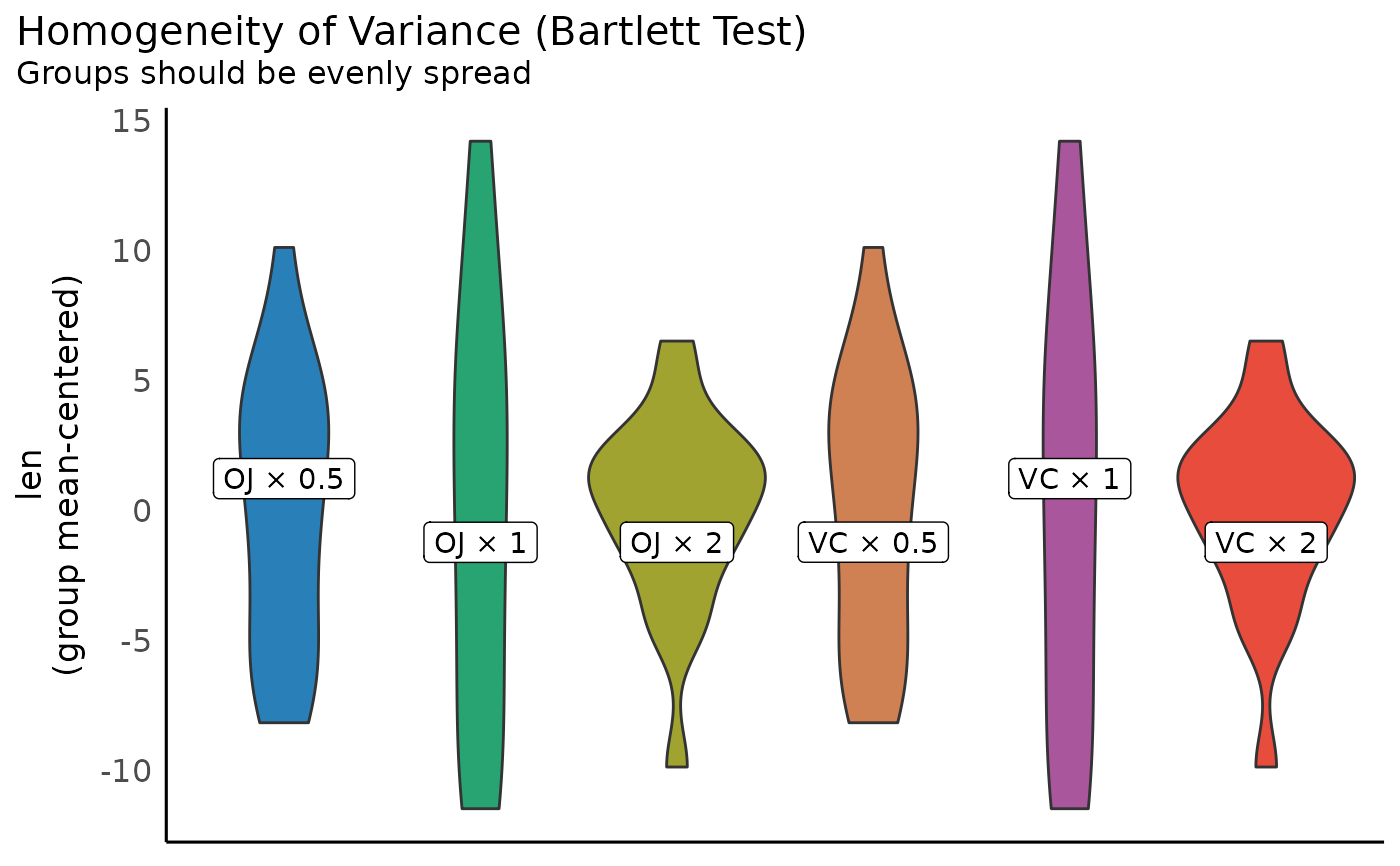 Homogeneity of Variance (Bartlett Test)
Groups should be evenly spread
15
10
5
0
-5
-10
len
(group mean-centered)
OJ × 0.5
OJ × 1
OJ × 2
VC × 0.5
VC × 1
VC × 2